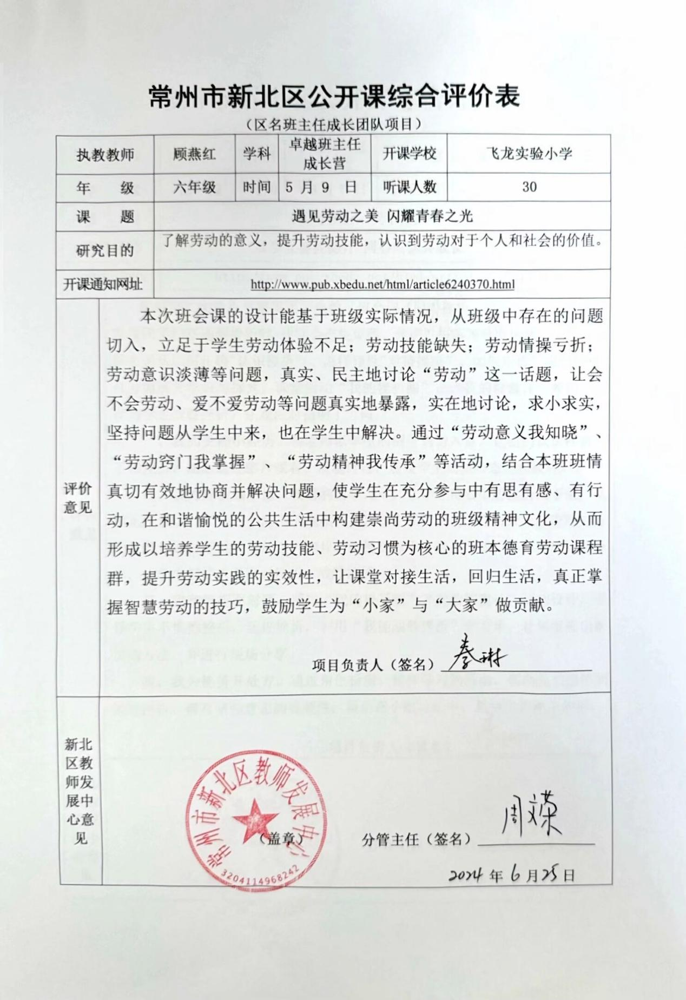 常州市新北区公开课综合评价表
（区名班主任成长团队项目）
执教教师 顾燕红 学科 卓越班主任成长营 开课学校 飞龙实验小学
年 级 六年级 时间 5 月 9 日 听课人数 30
课 题 遇见劳动之美 闪耀青春之光
研究目的 了解劳动的意义，提升劳动技能，认识到劳动对于个人和社会的价值。
开课通知网址 http://www.pub.xbedu.net/html/article6240370.html
评价意见
本次班会课的设计能基于班级实际情况，从班级中存在的问题
切入，立足于学生劳动体验不足；劳动技能缺失；劳动情操亏折；
劳动意识淡薄等问题，真实、民主地讨论“劳动”这一话题，让会
不会劳动、爱不爱劳动等问题真实地暴露，实在地讨论，求小求实，
坚持问题从学生中来，也在学生中解决。通过“劳动意义我知晓”、
“劳动窍门我掌握”、“劳动精神我传承”等活动，结合本班班情
真切有效地协商并解决问题，使学生在充分参与中有思有感、有行
动，在和谐愉悦的公共生活中构建崇尚劳动的班级精神文化，从而
形成以培养学生的劳动技能、劳动习惯为核心的班本德育劳动课程
群，提升劳动实践的实效性，让课堂对接生活，回归生活，真正掌
握智慧劳动的技巧，鼓励学生为“小家”与“大家”做贡献。
项目负责人（签名）秦琳
新北区教师发展中心意见
常州市新北区教师发展中心
（盖章）
3204114968242
分管主任（签名）周文荣
2024 年 6 月 25 日